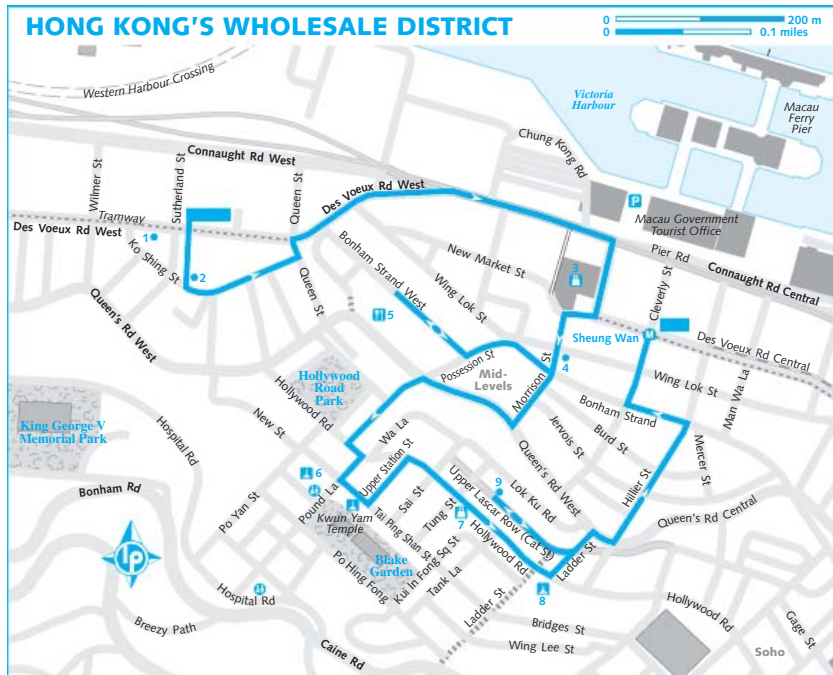 HONG KONG'S WHOLESALE DISTRICT
0 200 m
0 0.1 miles
Western Harbour Crossing
Victoria
Harbour
Macau
Ferry
Pier
Chung Kong Rd
Connaught Rd West
Wilmer St
Sutherland St
Queen St
Des Voeux Rd West
P
Macau Government
Tourist Office
Tramway
Des Voeux Rd West
1
Ko Shing St
2
Bonham Strand West
New Market St
Wing Lok St
3
Pier Rd
Connaught Rd Central
Cleverly St
Queen's Rd West
Queen St
5
Sheung Wan
M
Des Voeux Rd Central
Possession St
Mid-
Levels
Morrison St
4
Wing Lok St
Man Wa La
Hollywood
Road
Park
Hollywood Rd
Bonham Strand
Burd St
Jervois St
Mercer St
King George V
Memorial Park
New St
Hospital Rd
Wa La
Upper Station St
Queen's Rd West
Hillier St
Bonham Rd
6
Pound La
Kwun Yam
Temple
Sai St
Tung St
7
9
Lok Ku Rd
Upper Lascar Row (Cat St)
Queen's Rd Central
Po Yan St
Tai Ping Shan St
Blake
Garden
Kui In Fong Sq St
Po Hing Fong
Tank La
Hollywood Rd
Ladder St
Ladder St
8
LP
Hospital Rd
Breezy Path
Caine Rd
Bridges St
Wing Lee St
Hollywood Rd
Gage St
Soho